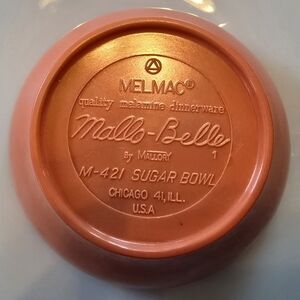 MELMAC®
quality melamine dinnerware
Mallo-Belle
By MALLORY 1
M-421 SUGAR BOWL
CHICAGO 41, ILL.
U.S.A